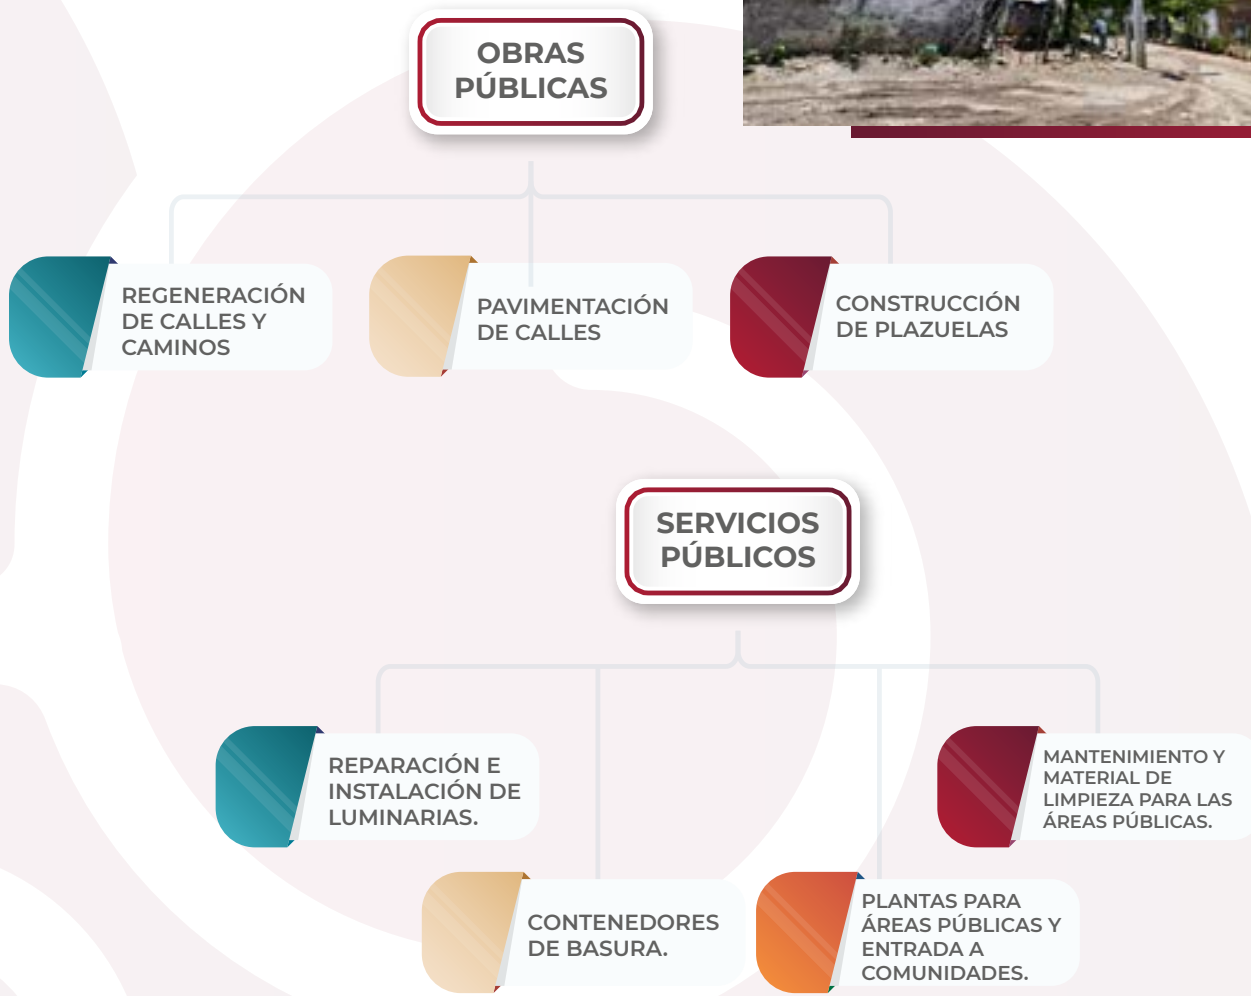 OBRAS
PÚBLICAS
REGENERACIÓN
DE CALLES Y
CAMINOS
PAVIMENTACIÓN
DE CALLES
CONSTRUCCIÓN
DE PLAZUELAS
SERVICIOS
PÚBLICOS
REPARACIÓN E
INSTALACIÓN DE
LUMINARIAS.
MANTENIMIENTO Y
MATERIAL DE
LIMPIEZA PARA LAS
ÁREAS PÚBLICAS.
CONTENEDORES
DE BASURA.
PLANTAS PARA
ÁREAS PÚBLICAS Y
ENTRADA A
COMUNIDADES.